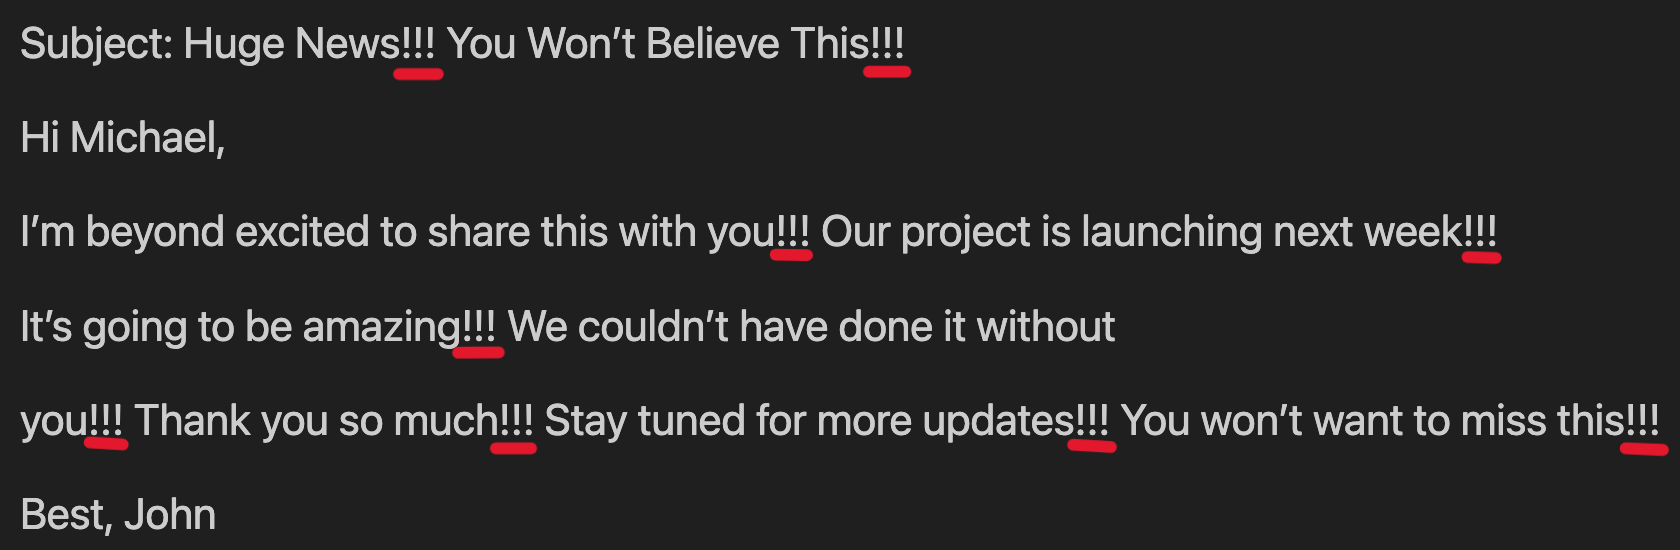 Subject: Huge News!!! You Won’t Believe This!!!
Hi Michael,
I’m beyond excited to share this with you!!! Our project is launching next week!!!
It’s going to be amazing!!! We couldn’t have done it without
you!!! Thank you so much!!! Stay tuned for more updates!!! You won’t want to miss this!!!
Best, John